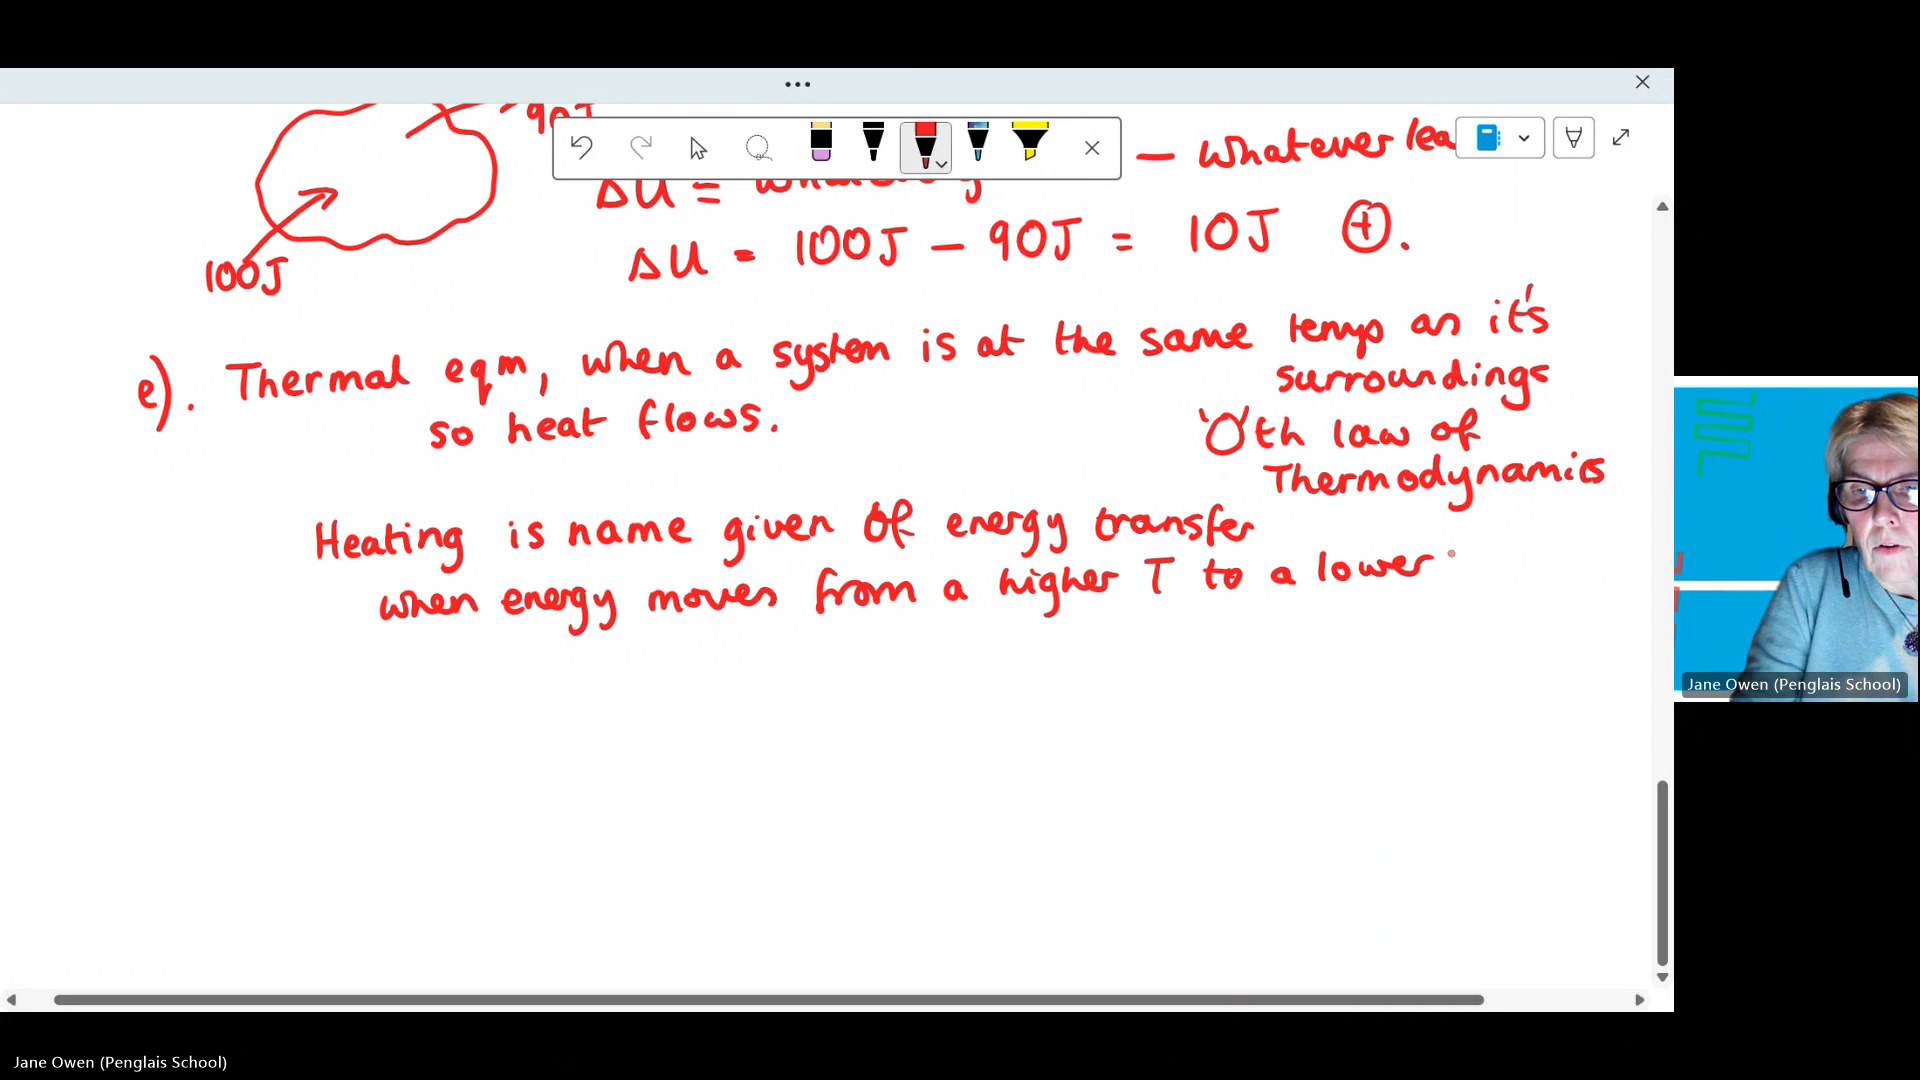 90J
— whatever lea
ΔU =
ΔU = 100J – 90J = 10J +.
100J
e). Thermal eqm, when a system is at the same temp as it's
surroundings
so heat flows.
'0'th law of
Thermodynamics
Heating is name given of energy transfer
when energy moves from a higher T to a lower
Jane Owen (Penglais School)
Jane Owen (Penglais School)